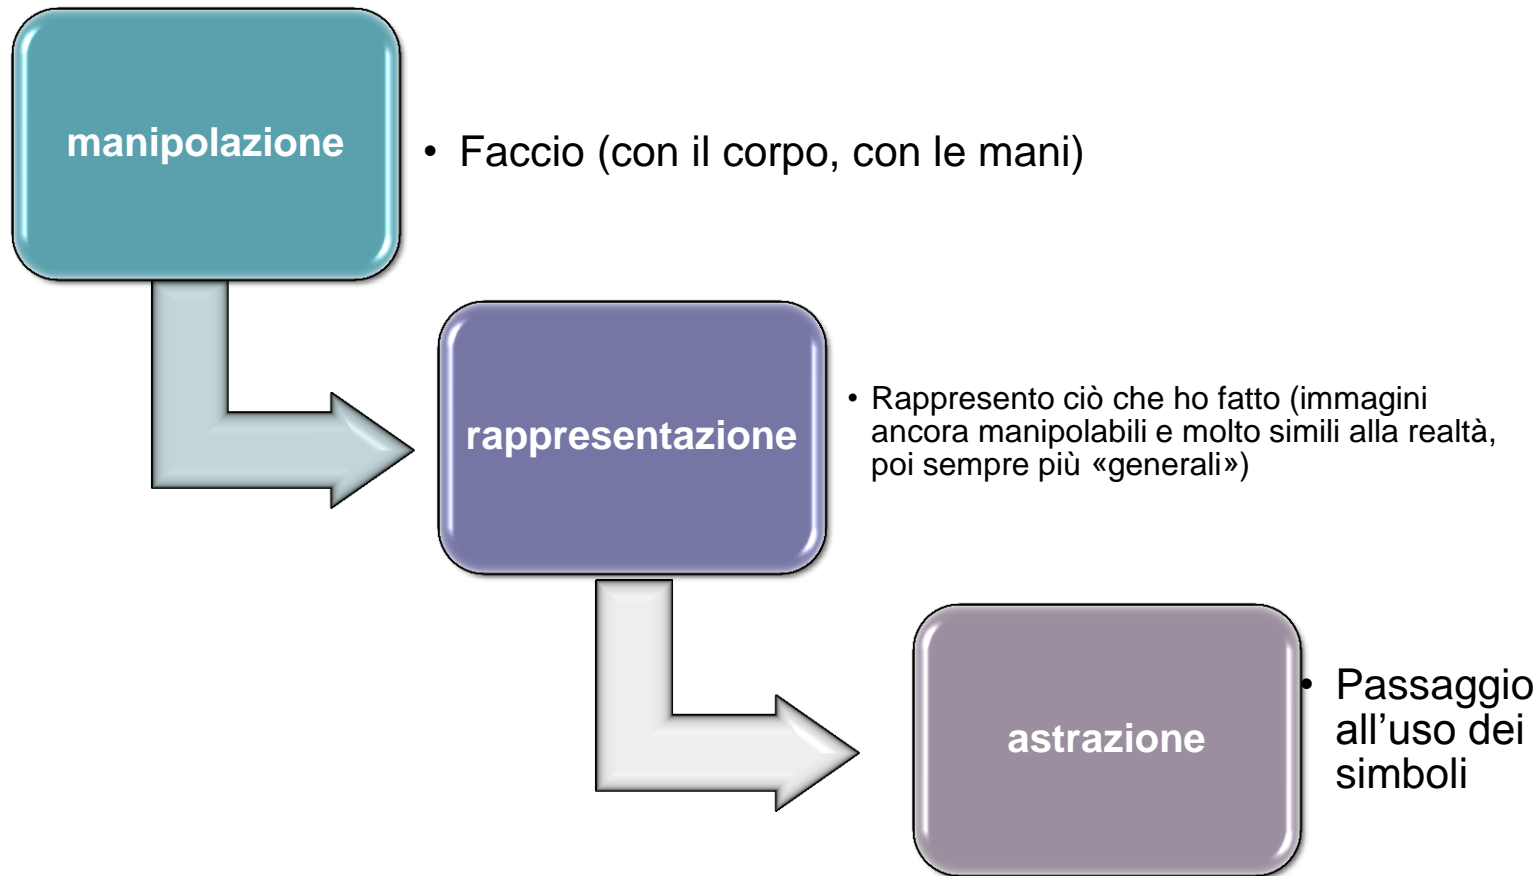 manipolazione
• Faccio (con il corpo, con le mani)
rappresentazione
• Rappresento ciò che ho fatto (immagini
ancora manipolabili e molto simili alla realtà,
poi sempre più «generali»)
astrazione
• Passaggio
all’uso dei
simboli